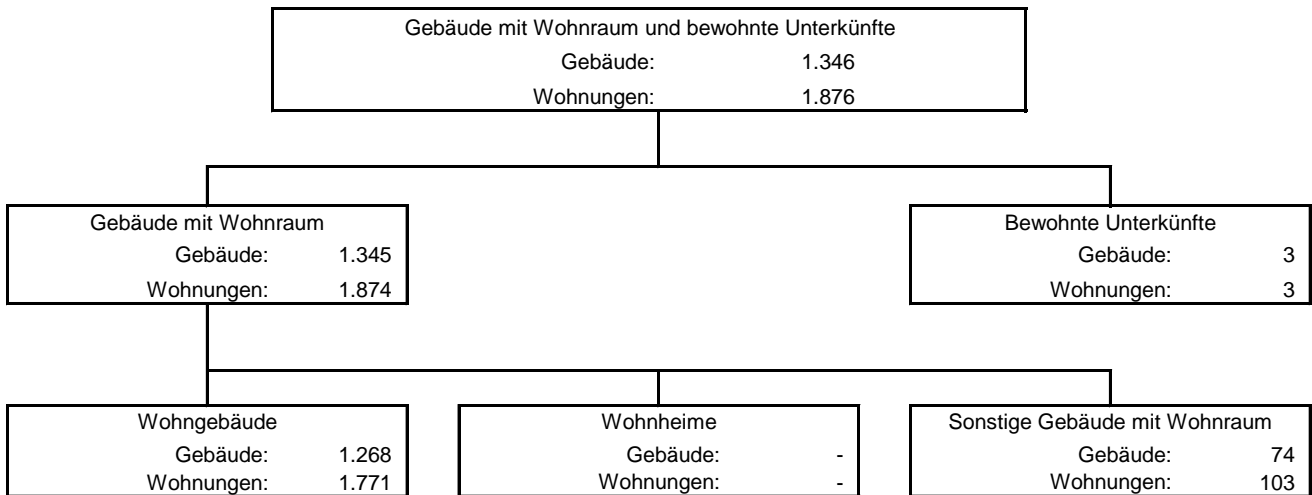 Gebäude mit Wohnraum und bewohnte Unterkünfte
Gebäude: 1.346
Wohnungen: 1.876
Gebäude mit Wohnraum
Gebäude: 1.345
Wohnungen: 1.874
Bewohnte Unterkünfte
Gebäude: 3
Wohnungen: 3
Wohngebäude
Gebäude: 1.268
Wohnungen: 1.771
Wohnheime
Gebäude: -
Wohnungen: -
Sonstige Gebäude mit Wohnraum
Gebäude: 74
Wohnungen: 103